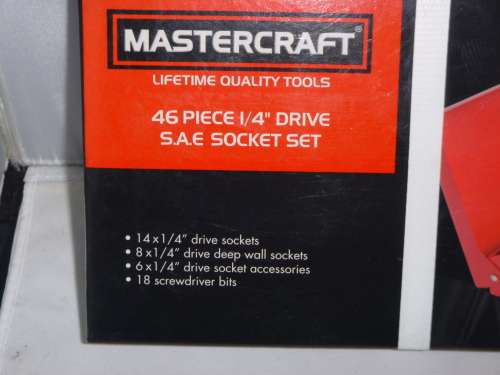 MASTERCRAFT®
LIFETIME QUALITY TOOLS
46 PIECE 1/4" DRIVE
S.A.E SOCKET SET
• 14 x 1/4" drive sockets
• 8 x 1/4" drive deep wall sockets
• 6 x 1/4" drive socket accessories
• 18 screwdriver bits